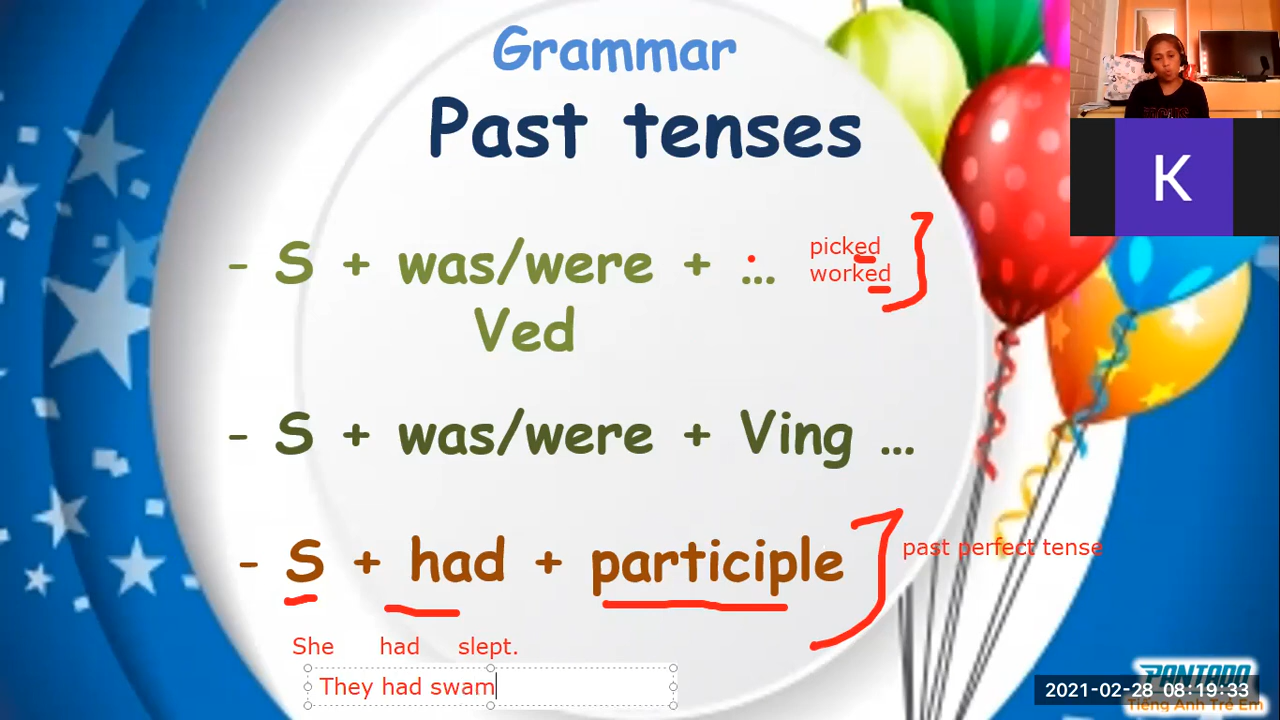 Grammar
Past tenses
- S + was/were + ...
picked
worked
Ved
- S + was/were + Ving ...
- S + had + participle
past perfect tense
She had slept.
They had swam
K
PANTADO
2021-02-28 08:19:33
Tiếng Anh Trẻ Em